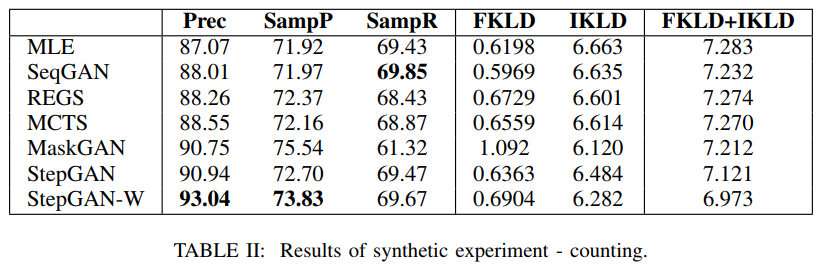 Prec SampP SampR FKLD IKLD FKLD+IKLD
MLE 87.07 71.92 69.43 0.6198 6.663 7.283
SeqGAN 88.01 71.97 69.85 0.5969 6.635 7.232
REGS 88.26 72.37 68.43 0.6729 6.601 7.274
MCTS 88.55 72.16 68.87 0.6559 6.614 7.270
MaskGAN 90.75 75.54 61.32 1.092 6.120 7.212
StepGAN 90.94 72.70 69.47 0.6363 6.484 7.121
StepGAN-W 93.04 73.83 69.67 0.6904 6.282 6.973
TABLE II: Results of synthetic experiment - counting.